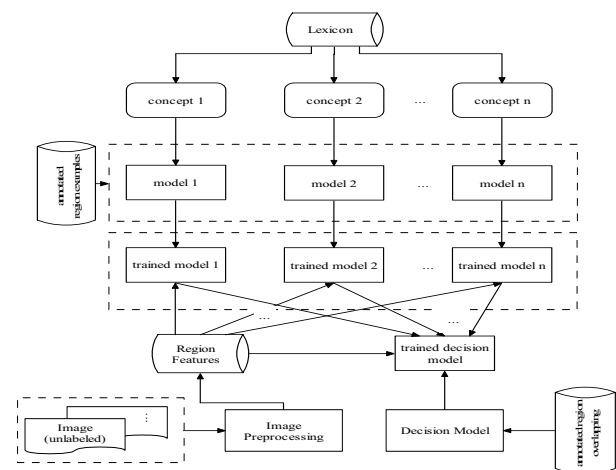 Lexicon
concept 1
concept 2
...
concept n
annotated
region examples
model 1
model 2
...
model n
trained model 1
trained model 2
...
trained model n
...
...
Region
Features
trained decision
model
...
Image
(unlabeled)
Image
Preprocessing
Decision Model
annotated region
overlapping